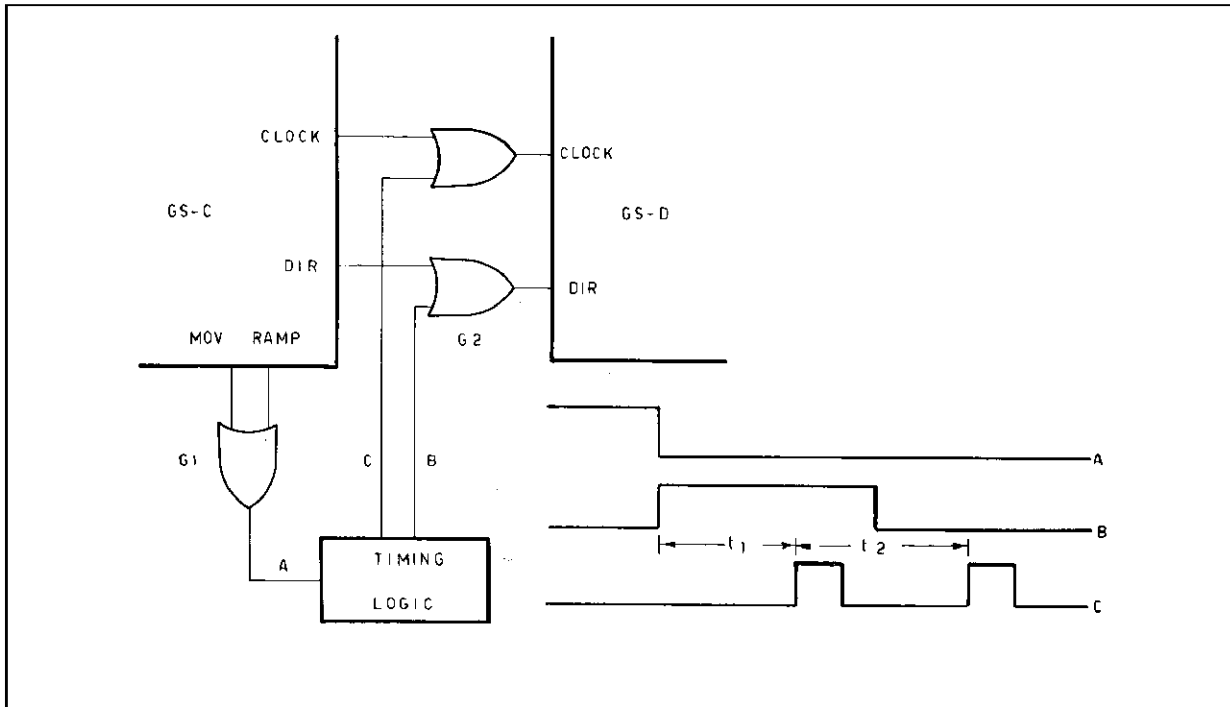 CLOCK
CLOCK
GS-C
GS-D
DIR
DIR
MOV RAMP
G2
G1
C
B
A
A
B
t1
t2
TIMING
LOGIC
C